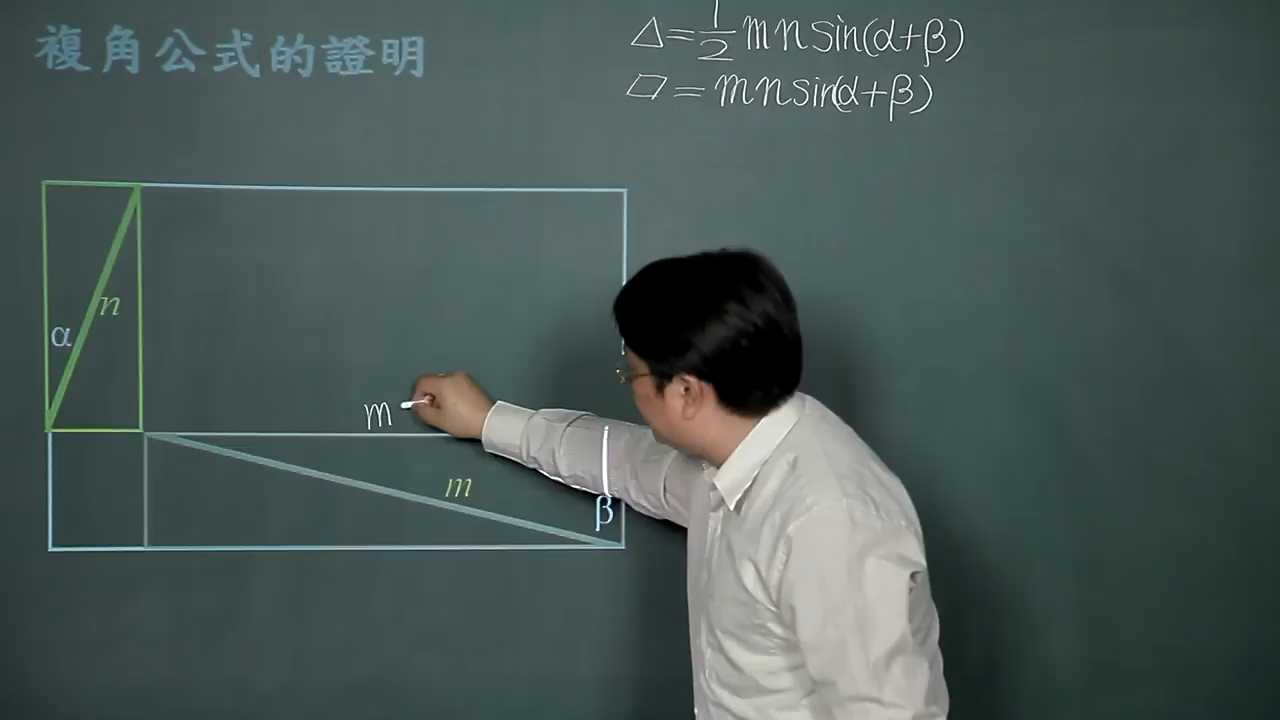 複角公式的證明
△=1/2 mn sin(α+β)
▱=mn sin(α+β)
n
α
m
m
β